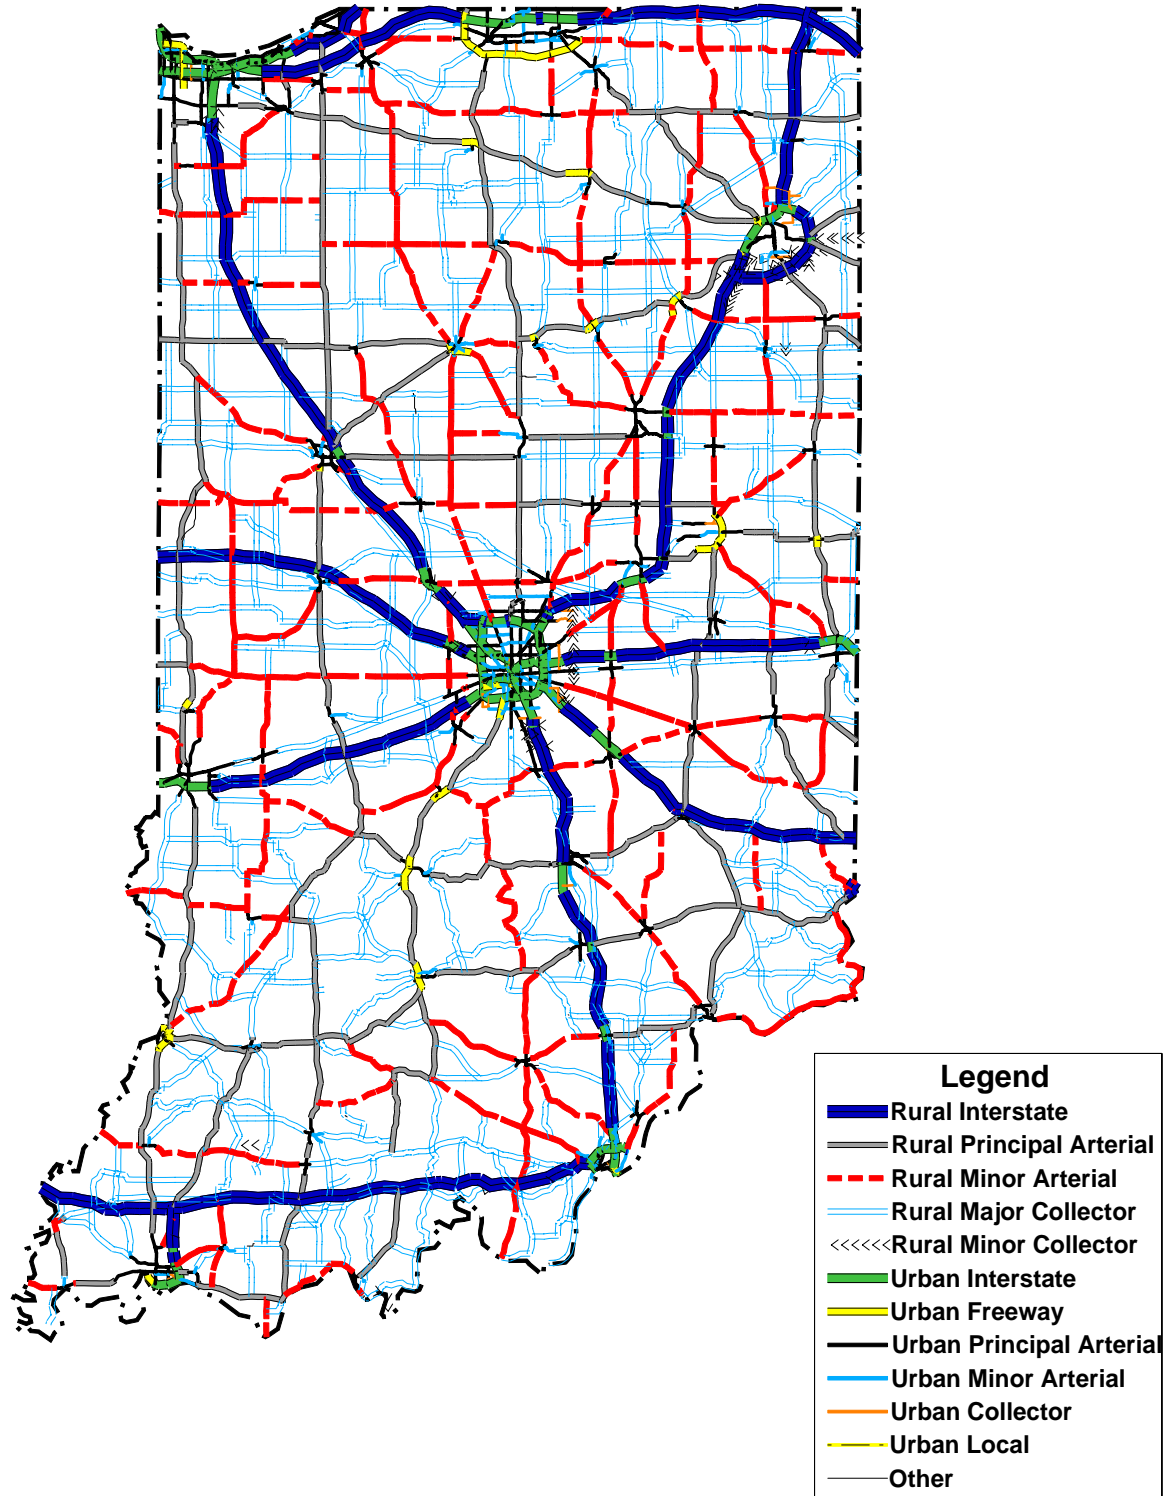 Legend
Rural Interstate
Rural Principal Arterial
Rural Minor Arterial
Rural Major Collector
Rural Minor Collector
Urban Interstate
Urban Freeway
Urban Principal Arterial
Urban Minor Arterial
Urban Collector
Urban Local
Other